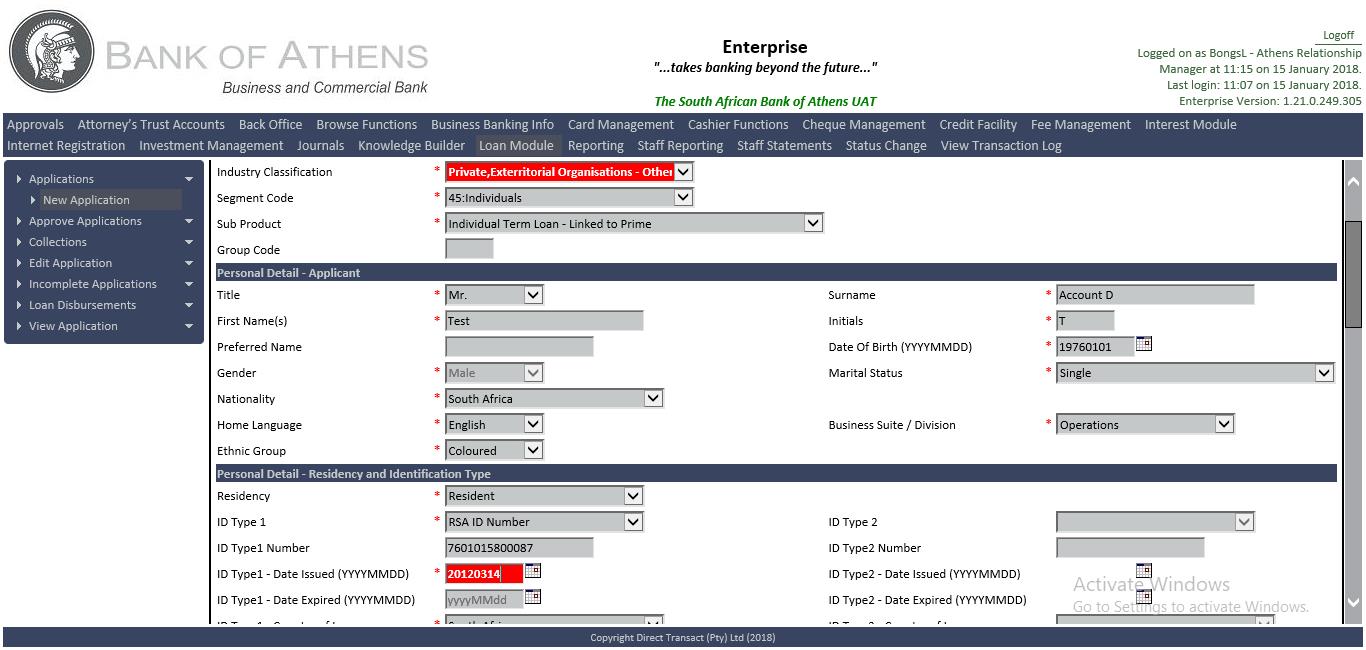 BANK OF ATHENS
Business and Commercial Bank
Enterprise
"...takes banking beyond the future..."
The South African Bank of Athens UAT
Logoff
Logged on as BongsL - Athens Relationship
Manager at 11:15 on 15 January 2018.
Last login: 11:07 on 15 January 2018.
Enterprise Version: 1.21.0.249.305
Approvals Attorney's Trust Accounts Back Office Browse Functions Business Banking Info Card Management Cashier Functions Cheque Management Credit Facility Fee Management Interest Module
Internet Registration Investment Management Journals Knowledge Builder Loan Module Reporting Staff Reporting Staff Statements Status Change View Transaction Log
Applications
New Application
Approve Applications
Collections
Edit Application
Incomplete Applications
Loan Disbursements
View Application
Industry Classification * Private,Exterritorial Organisations - Other
Segment Code * 45:Individuals
Sub Product * Individual Term Loan - Linked to Prime
Group Code
Personal Detail - Applicant
Title * Mr. Surname * Account D
First Name(s) * Test Initials * T
Preferred Name Date Of Birth (YYYYMMDD) * 19760101
Gender * Male Marital Status * Single
Nationality * South Africa
Home Language * English Business Suite / Division * Operations
Ethnic Group * Coloured
Personal Detail - Residency and Identification Type
Residency * Resident
ID Type 1 * RSA ID Number ID Type 2
ID Type1 Number 7601015800087 ID Type2 Number
ID Type1 - Date Issued (YYYYMMDD) * 20120314 ID Type2 - Date Issued (YYYYMMDD)
ID Type1 - Date Expired (YYYYMMDD) yyyyMMdd ID Type2 - Date Expired (YYYYMMDD)
Activate Windows
Go to Settings to activate Windows.
Copyright Direct Transact (Pty) Ltd (2018)